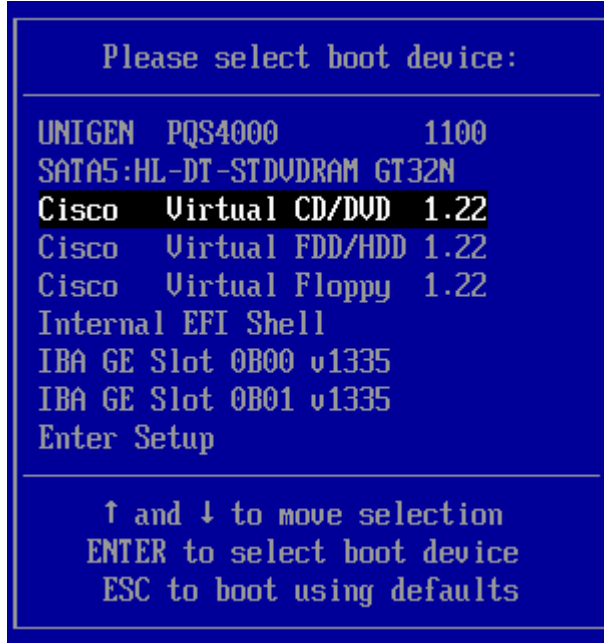 Please select boot device:
UNIGEN PQS4000 1100
SATA5:HL-DT-STDVDRAM GT32N
Cisco Virtual CD/DVD 1.22
Cisco Virtual FDD/HDD 1.22
Cisco Virtual Floppy 1.22
Internal EFI Shell
IBA GE Slot 0B00 v1335
IBA GE Slot 0B01 v1335
Enter Setup
↑ and ↓ to move selection
ENTER to select boot device
ESC to boot using defaults